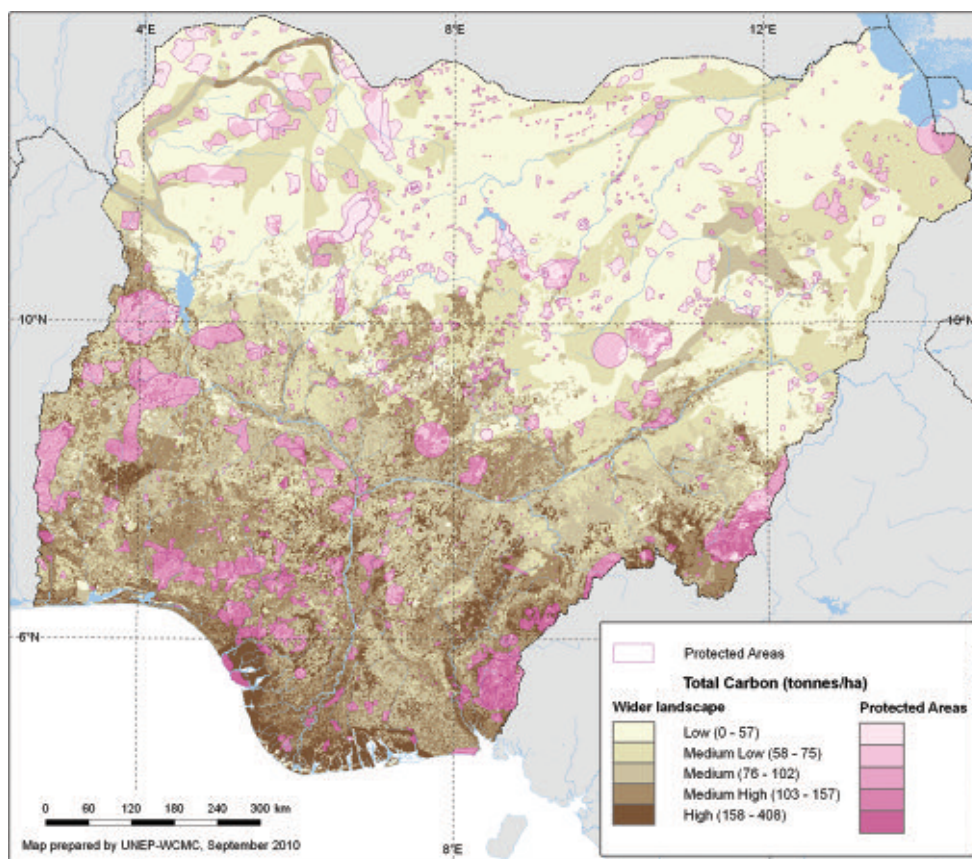 4°E 8°E 12°E
10°N 10°N
6°N
Protected Areas
Total Carbon (tonnes/ha)
Wider landscape Protected Areas
Low (0 - 57)
Medium Low (58 - 75)
Medium (76 - 102)
Medium High (103 - 157)
High (158 - 408)
0 60 120 180 240 300 km
Map prepared by UNEP-WCMC, September 2010
8°E